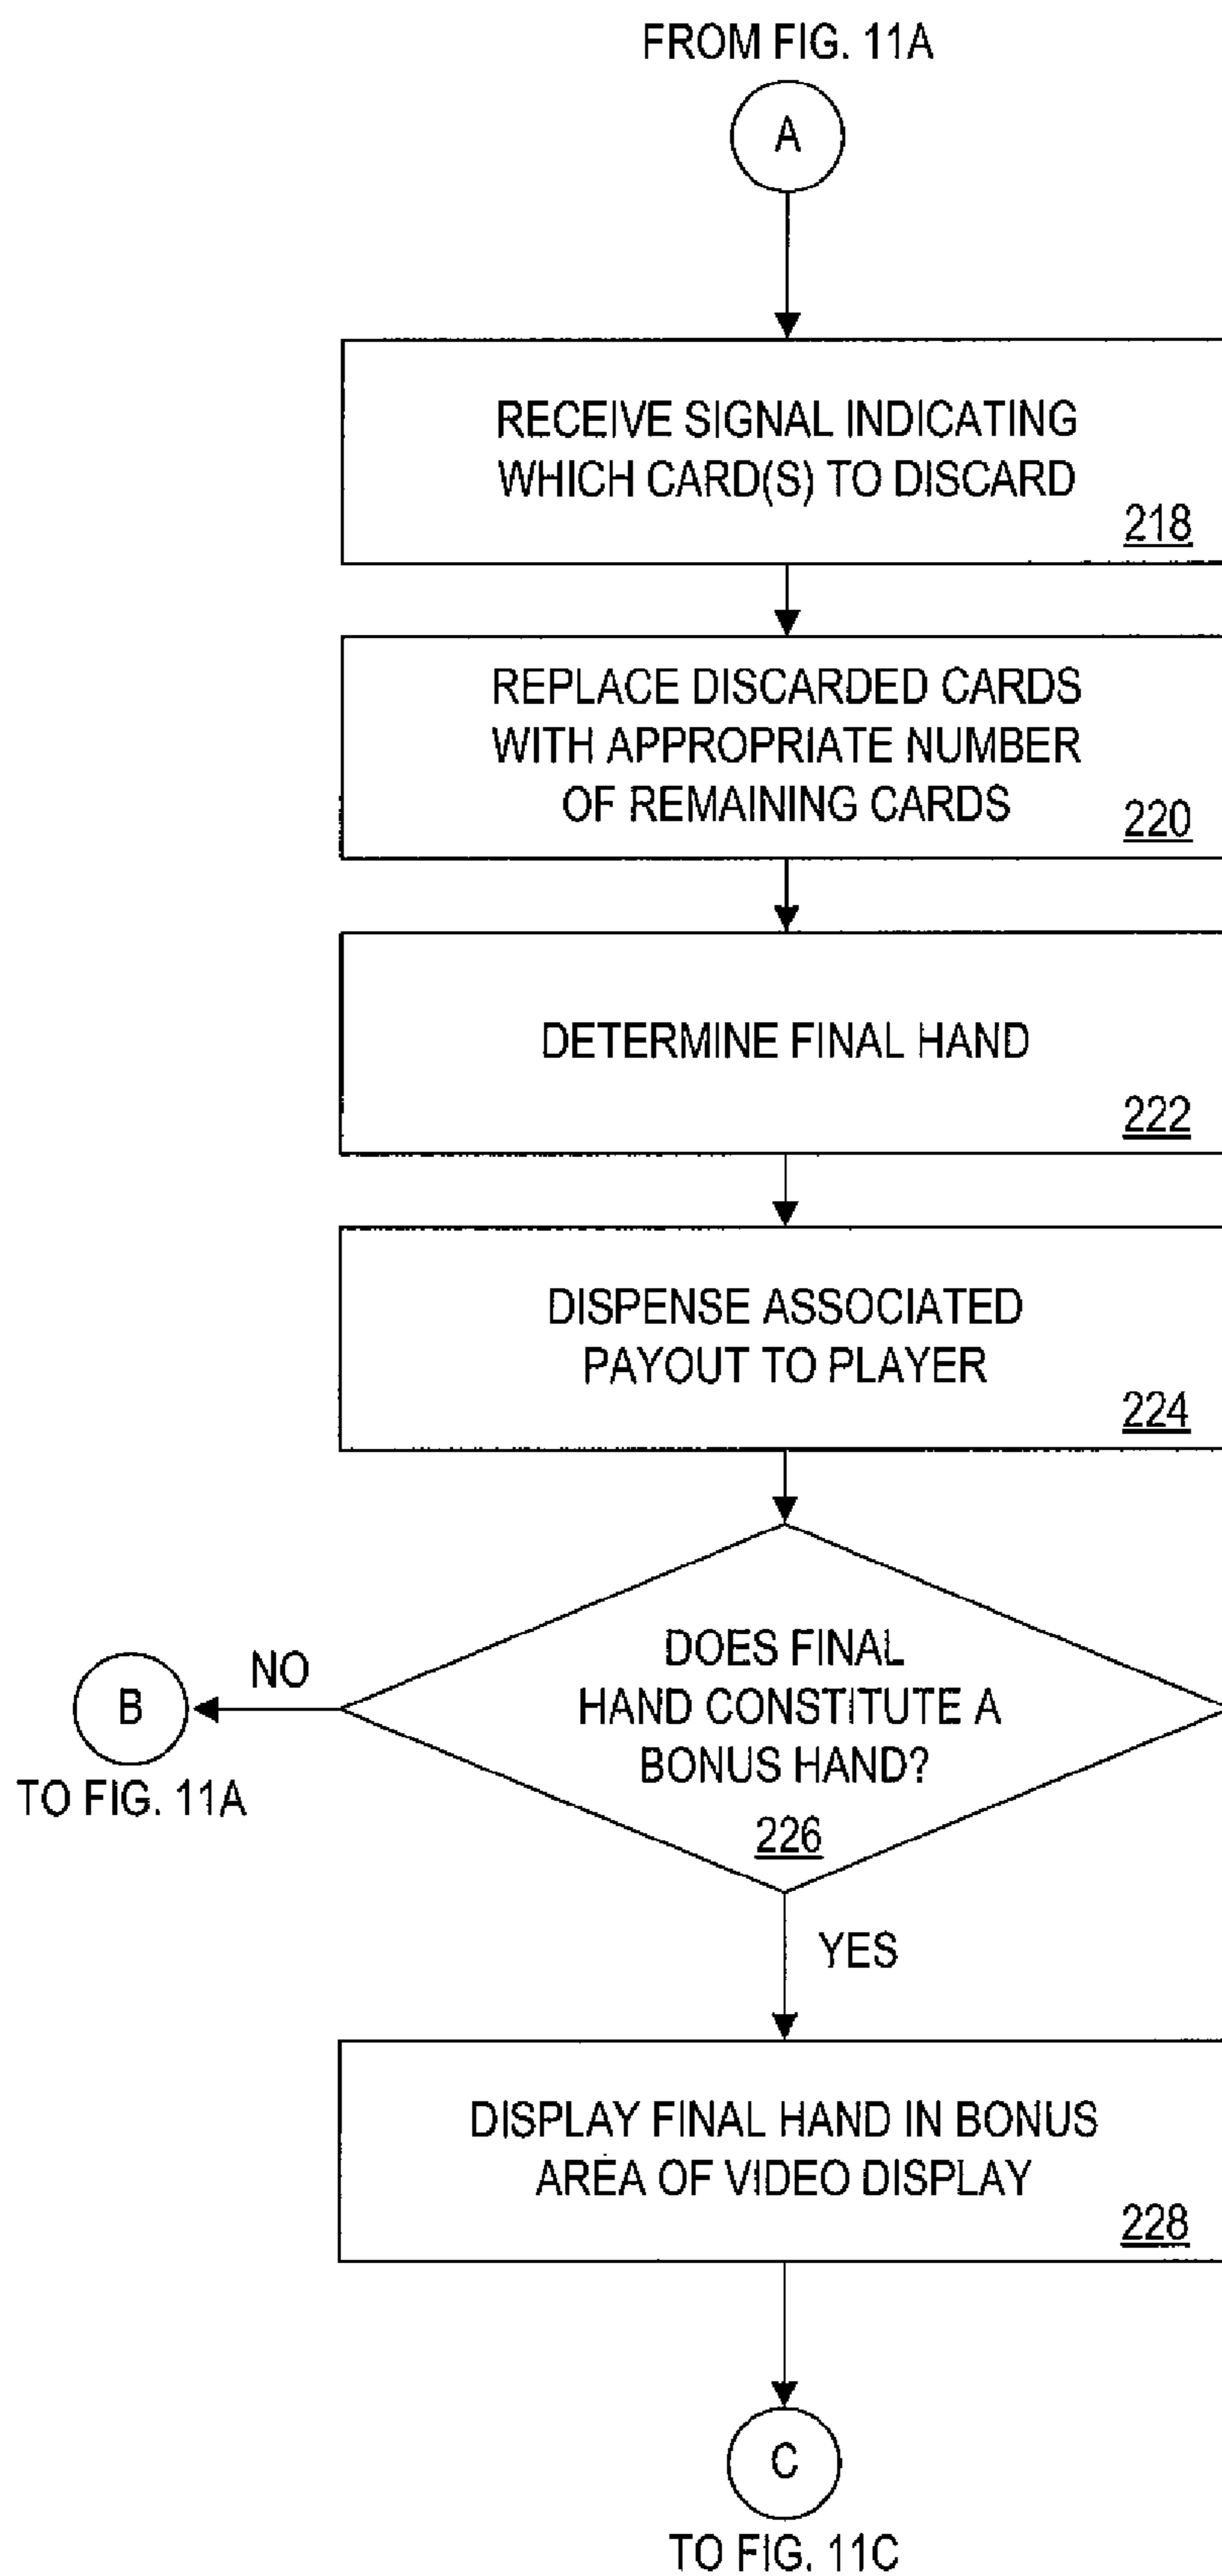 FROM FIG. 11A
A
RECEIVE SIGNAL INDICATING
WHICH CARD(S) TO DISCARD
218
REPLACE DISCARDED CARDS
WITH APPROPRIATE NUMBER
OF REMAINING CARDS
220
DETERMINE FINAL HAND
222
DISPENSE ASSOCIATED
PAYOUT TO PLAYER
224
DOES FINAL
HAND CONSTITUTE A
BONUS HAND?
226
NO
B
TO FIG. 11A
YES
DISPLAY FINAL HAND IN BONUS
AREA OF VIDEO DISPLAY
228
C
TO FIG. 11C